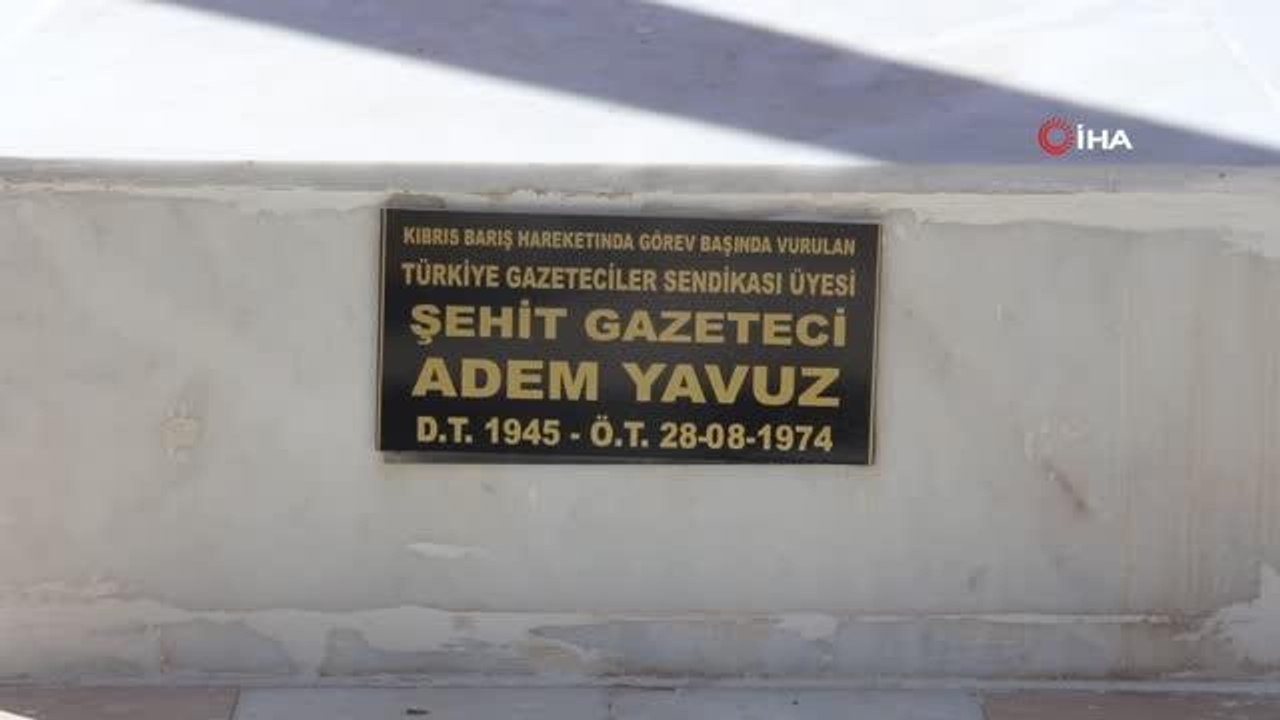 İHA
KIBRIS BARIŞ HAREKETINDA GÖREV BAŞINDA VURULAN
TÜRKİYE GAZETECİLER SENDİKASI ÜYESİ
ŞEHİT GAZETECİ
ADEM YAVUZ
D.T. 1945 - Ö.T. 28-08-1974